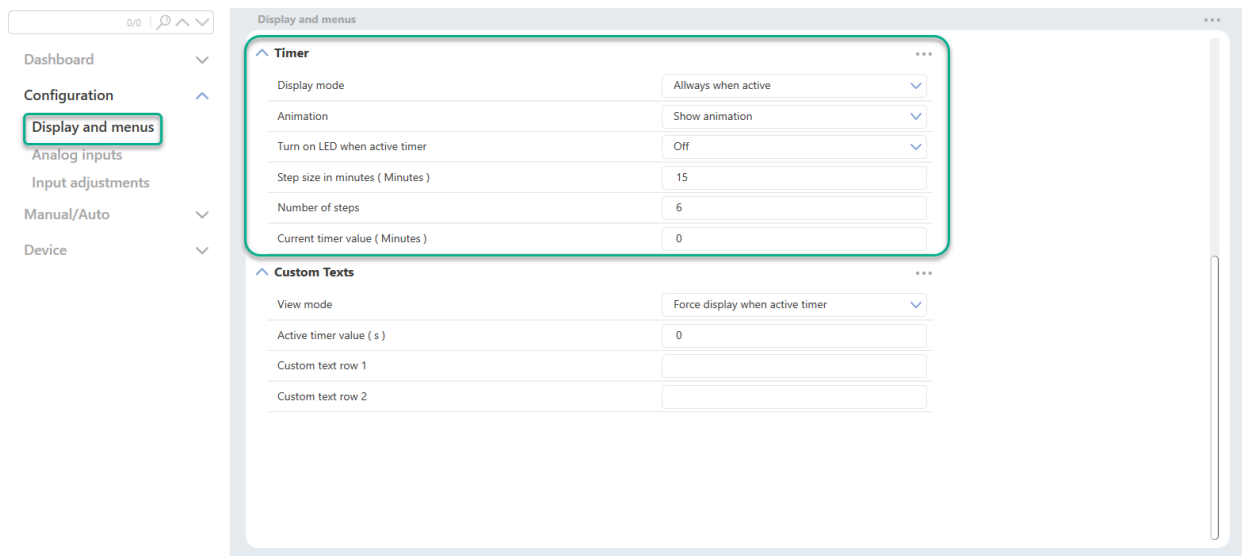 0/0
Dashboard
Configuration
Display and menus
Analog inputs
Input adjustments
Manual/Auto
Device
Display and menus
Timer
Display mode Allways when active
Animation Show animation
Turn on LED when active timer Off
Step size in minutes ( Minutes ) 15
Number of steps 6
Current timer value ( Minutes ) 0
Custom Texts
View mode Force display when active timer
Active timer value ( s ) 0
Custom text row 1
Custom text row 2